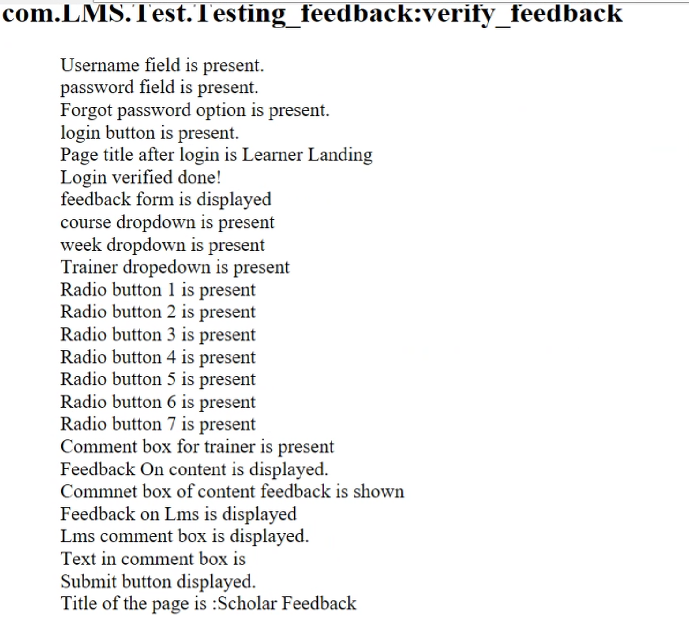 com.LMS.Test.Testing_feedback:verify_feedback
Username field is present.
password field is present.
Forgot password option is present.
login button is present.
Page title after login is Learner Landing
Login verified done!
feedback form is displayed
course dropdown is present
week dropdown is present
Trainer dropedown is present
Radio button 1 is present
Radio button 2 is present
Radio button 3 is present
Radio button 4 is present
Radio button 5 is present
Radio button 6 is present
Radio button 7 is present
Comment box for trainer is present
Feedback On content is displayed.
Commnet box of content feedback is shown
Feedback on Lms is displayed
Lms comment box is displayed.
Text in comment box is
Submit button displayed.
Title of the page is :Scholar Feedback